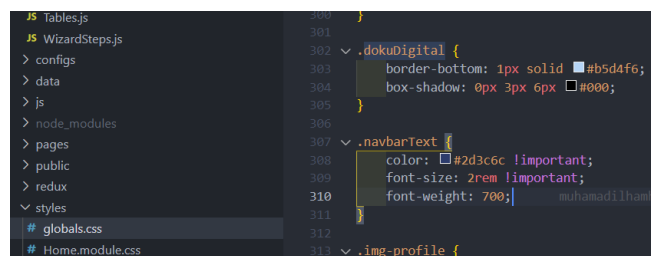 JS Tables.js
JS WizardSteps.js
> configs
> data
> js
> node_modules
> pages
> public
> redux
styles
# globals.css
# Home.module.css
300 }
301
302 .dokuDigital {
303 border-bottom: 1px solid #b5d4f6;
304 box-shadow: 0px 3px 6px #000;
305 }
306
307 .navbarText {
308 color: #2d3c6c !important;
309 font-size: 2rem !important;
310 font-weight: 700; muhamadilhamh
311 }
312
313 .img-profile {